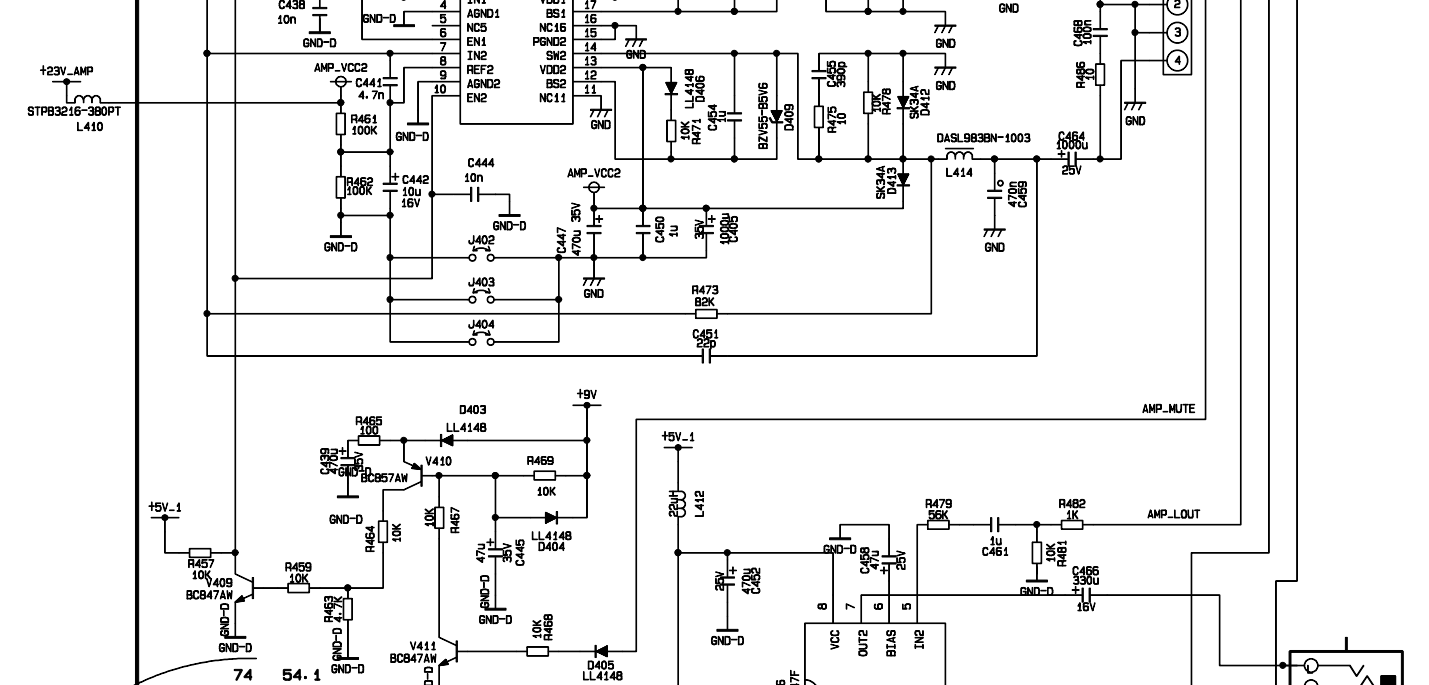 C438
10n
GND-D
GND-D
4
5
6
7
8
9
10
IN1
AGND1
NC5
EN1
IN2
REF2
AGND2
EN2
VDD1
BS1
NC16
PGND2
SW2
VDD2
BS2
NC11
17
16
15
14
13
12
11
GND
GND
GND
GND
GND
C468
100n
R486
10
2
3
4
GND
+23V_AMP
STPB3216-380PT
L410
AMP_VCC2
C441
4.7n
R461
100K
GND-D
R462
100K
C442
10u
16V
GND-D
C444
10n
GND-D
LL4148
D406
10K
R471
C454
1u
BZV55-B5V6
D409
C455
390p
R475
10
10K
R478
SK34A
D412
SK34A
D413
DASL983BN-1003
L414
C464
1000u
25V
470n
C459
GND
GND
AMP_VCC2
C447
470u 35V
C450
1u
35V
1000u
C405
GND
J402
J403
J404
R473
82K
C451
22p
AMP_MUTE
+9V
D403
LL4148
R465
100
C439
470u
35V
GND-D
V410
BC857AW
GND-D
R469
10K
10K
R467
LL4148
D404
47u
35V
C445
GND-D
GND-D
R464
10K
+5V_1
R457
10K
V409
BC847AW
R459
10K
R463
4.7K
GND-D
GND-D
GND-D
GND-D
V411
BC847AW
10K
R468
D405
LL4148
+5V_1
22uH
L412
25V
470u
C452
GND-D
GND-D
C458
47u
25V
R479
56K
1u
C461
R482
1K
AMP_LOUT
10K
R481
GND-D
C466
330u
16V
8
7
6
5
VCC
OUT2
BIAS
IN2
74
54.1
L